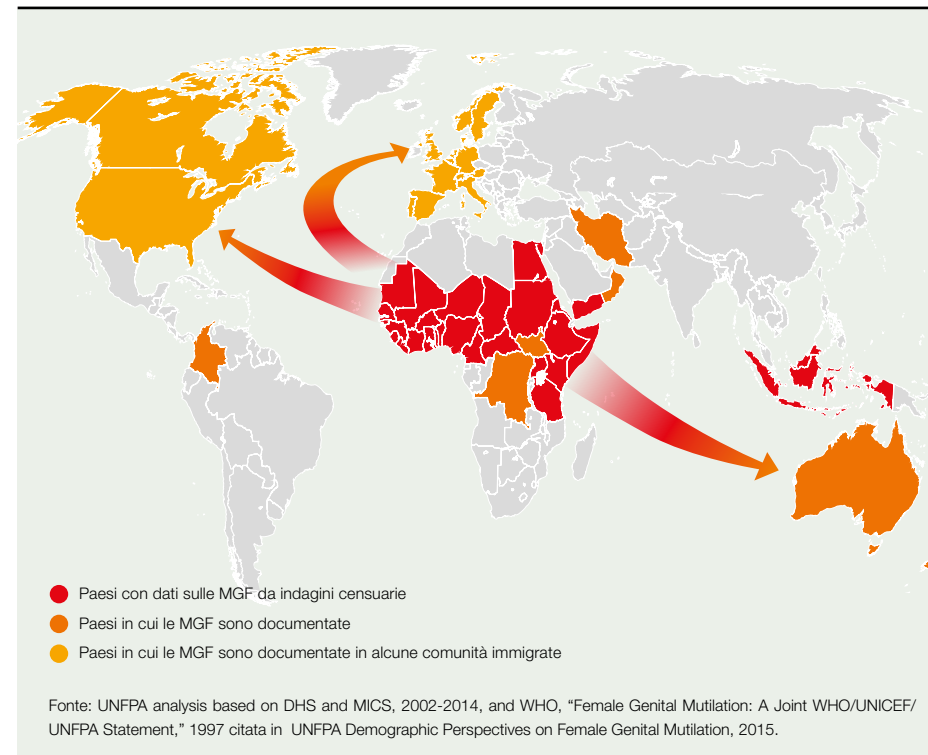 Paesi con dati sulle MGF da indagini censuarie
Paesi in cui le MGF sono documentate
Paesi in cui le MGF sono documentate in alcune comunità immigrate
Fonte: UNFPA analysis based on DHS and MICS, 2002-2014, and WHO, “Female Genital Mutilation: A Joint WHO/UNICEF/
UNFPA Statement,” 1997 citata in UNFPA Demographic Perspectives on Female Genital Mutilation, 2015.